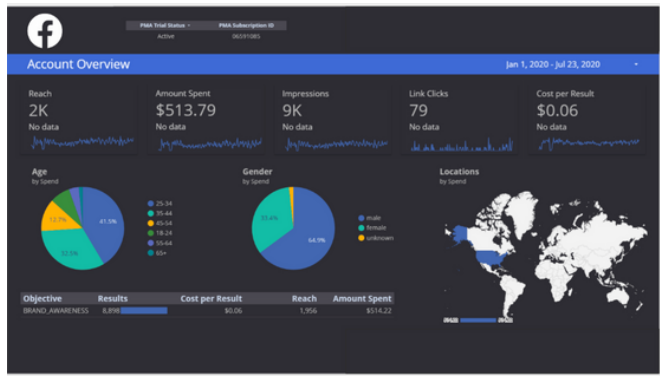 PMA Trial Status PMA Subscription ID
Active 06591085
Account Overview Jan 1, 2020 - Jul 23, 2020
Reach Amount Spent Impressions Link Clicks Cost per Result
2K $513.79 9K 79 $0.06
No data No data No data No data No data
Age Gender Locations
by Spend by Spend by Spend
25-34
35-44
45-54
18-24
55-64
65+
41.5%
12.7%
32.5%
male
female
unknown
64.9%
Objective Results Cost per Result Reach Amount Spent
BRAND_AWARENESS 8,898 $0.06 1,956 $514.22